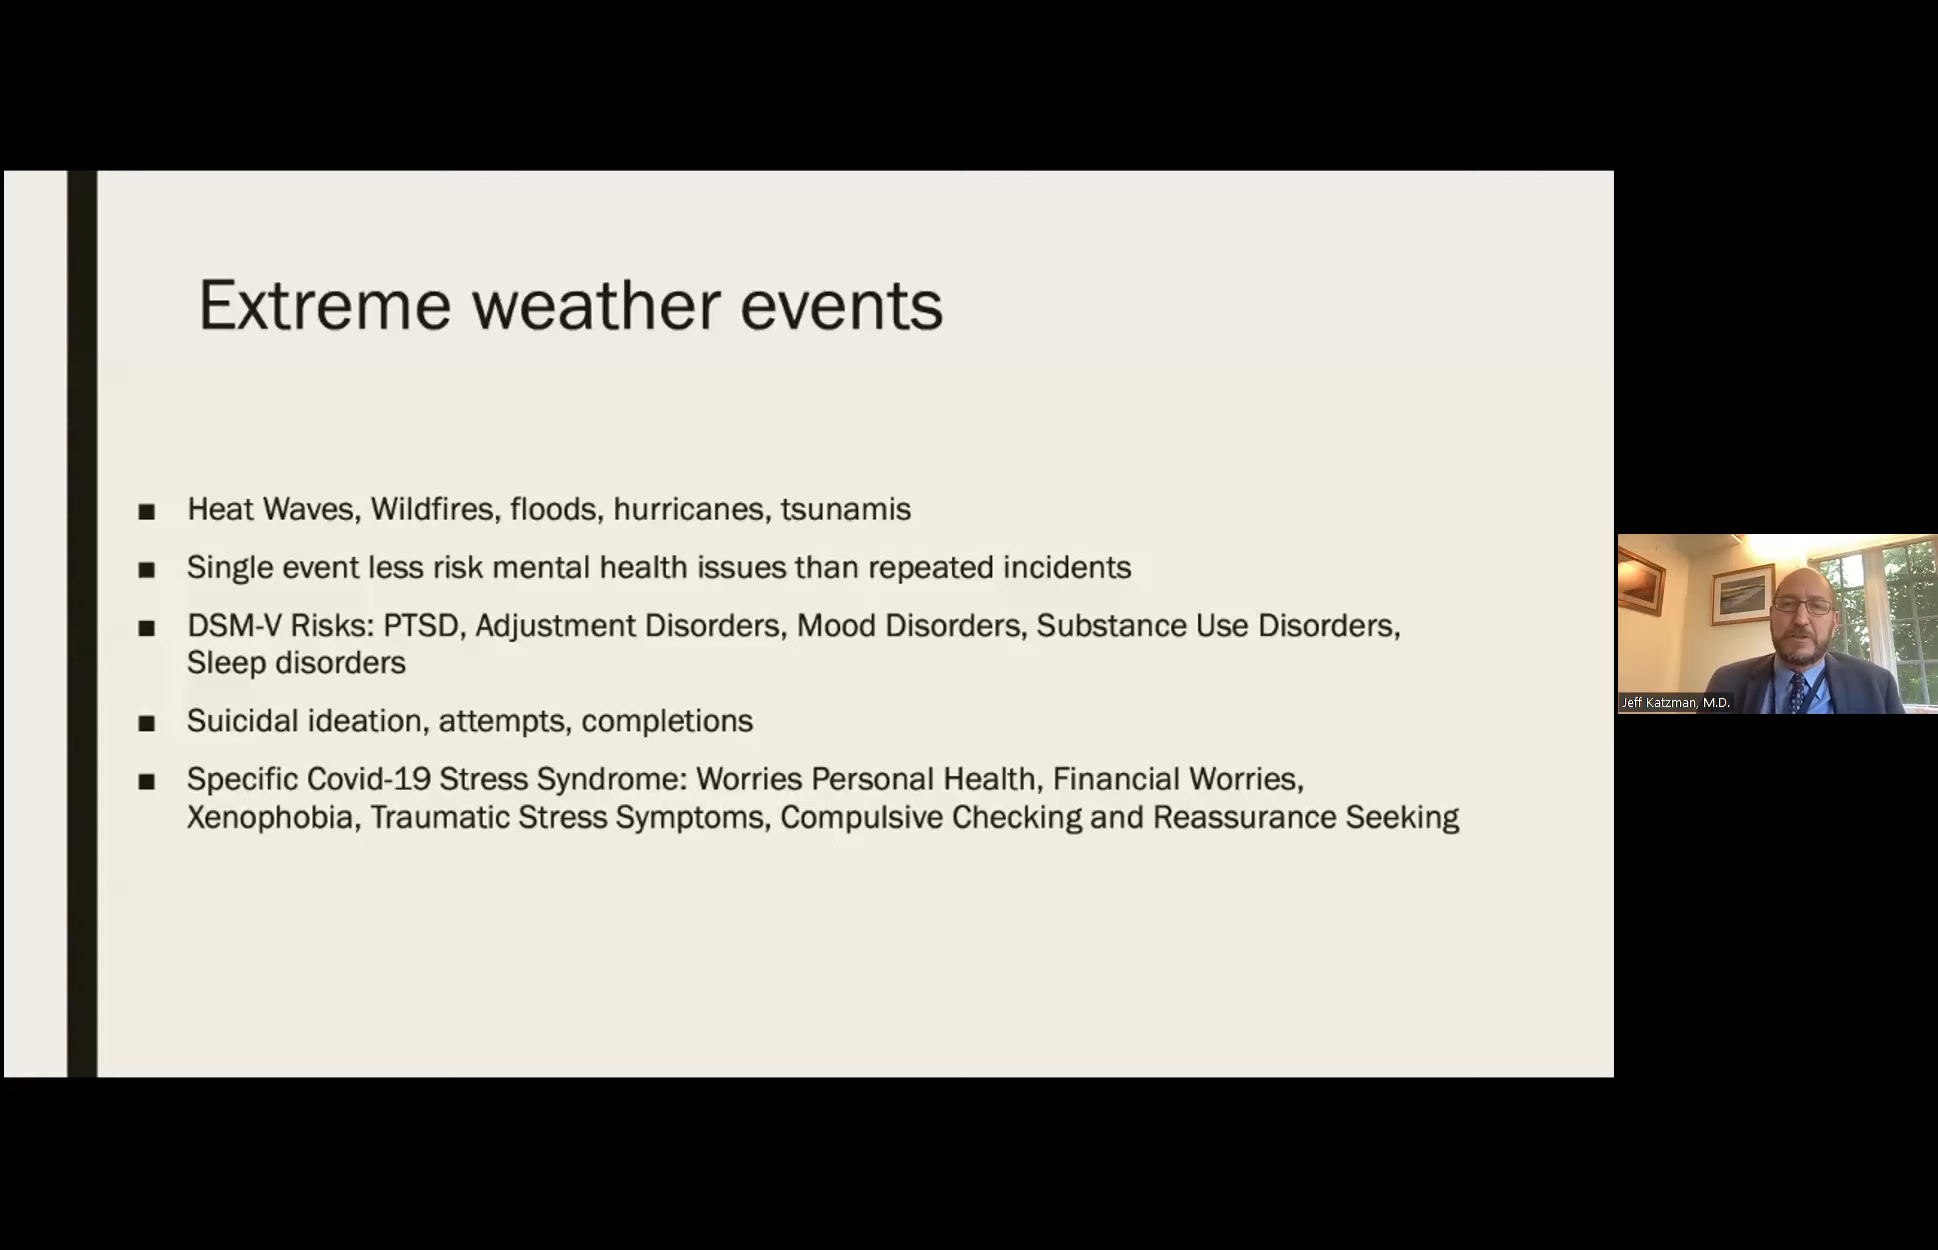 Extreme weather events
■ Heat Waves, Wildfires, floods, hurricanes, tsunamis
■ Single event less risk mental health issues than repeated incidents
■ DSM-V Risks: PTSD, Adjustment Disorders, Mood Disorders, Substance Use Disorders,
Sleep disorders
■ Suicidal ideation, attempts, completions
■ Specific Covid-19 Stress Syndrome: Worries Personal Health, Financial Worries,
Xenophobia, Traumatic Stress Symptoms, Compulsive Checking and Reassurance Seeking
Jeff Katzman, M.D.